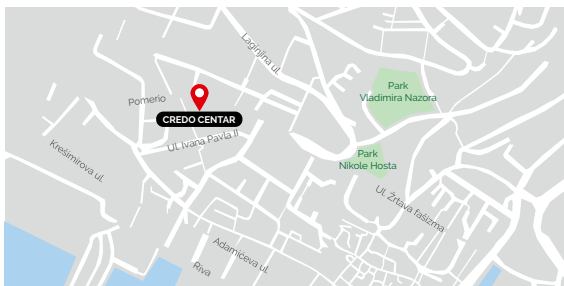 Laginjina ul.
Park
Vladimira Nazora
Pomerio
CREDO CENTAR
Ul. Ivana Pavla II
Krešimirova ul.
Park
Nikole Hosta
Ul. Žrtava fašizma
Adamićeva ul.
Riva